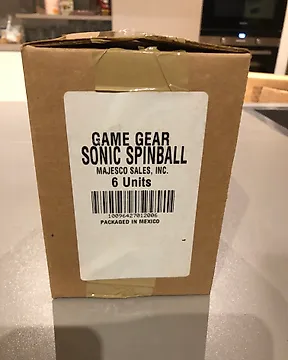 GAME GEAR
SONIC SPINBALL
MAJESCO SALES, INC.
6 Units
10096427012006
PACKAGED IN MEXICO